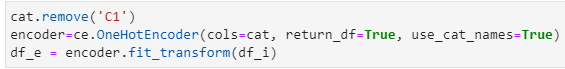 cat.remove('C1')
encoder=ce.OneHotEncoder(cols=cat, return_df=True, use_cat_names=True)
df_e = encoder.fit_transform(df_i)